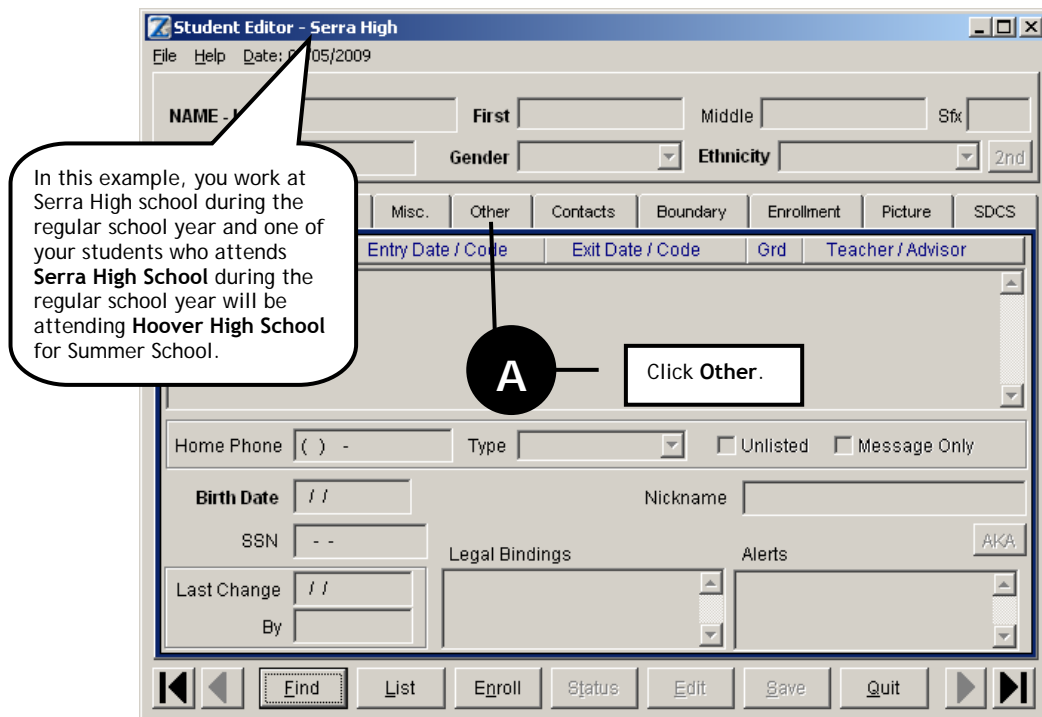 Student Editor - Serra High
File Help Date: /05/2009
NAME - First Middle Sfx
Gender Ethnicity 2nd
In this example, you work at
Serra High school during the
regular school year and one of
your students who attends
Serra High School during the
regular school year will be
attending Hoover High School
for Summer School.
Misc. Other Contacts Boundary Enrollment Picture SDCS
Entry Date / Code Exit Date / Code Grd Teacher / Advisor
A
Click Other.
Home Phone ( ) - Type Unlisted Message Only
Birth Date / / Nickname
SSN - - AKA
Legal Bindings Alerts
Last Change / /
By
Find List Enroll Status Edit Save Quit